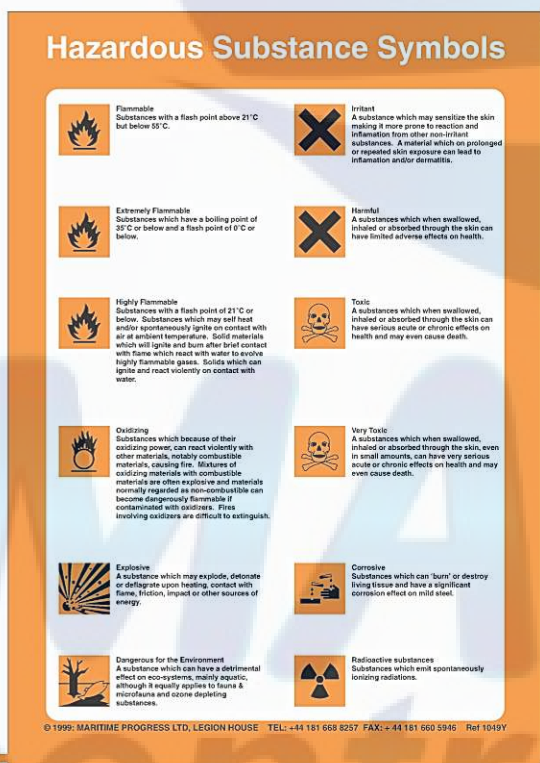 Hazardous Substance Symbols
Flammable
Substances with a flash point above 21°C
but below 55°C.
Extremely Flammable
Substances which have a boiling point of
35°C or below and a flash point of 0°C or
below.
Highly Flammable
Substances with a flash point of 21°C or
below. Substances which may self heat
and/or spontaneously ignite on contact with
air at ambient temperature. Solid materials
which will ignite and burn after brief contact
with flame which react with water to evolve
highly flammable gases. Solids which can
ignite and react violently on contact with
water.
Oxidizing
Substances which because of their
oxidizing power, can react violently with
other materials, notably combustible
materials, causing fire. Mixtures of
oxidizing materials with combustible
materials are often explosive and materials
normally regarded as non-combustible can
become dangerously flammable if
contaminated with oxidizers. Fires
involving oxidizers are difficult to extinguish.
Explosive
A substance which may explode, detonate
or deflagrate upon heating, contact with
flame, friction, impact or other sources of
energy.
Dangerous for the Environment
A substance which can have a detrimental
effect on eco-systems, mainly aquatic,
although it equally applies to fauna &
microfauna and ozone depleting
substances.
Irritant
A substance which may sensitize the skin
making it more prone to reaction and
inflamation from other non-irritant
substances. A material which on prolonged
or repeated skin exposure can lead to
inflamation and/or dermatitis.
Harmful
A substances which when swallowed,
inhaled or absorbed through the skin can
have limited adverse effects on health.
Toxic
A substances which when swallowed,
inhaled or absorbed through the skin can
have serious acute or chronic effects on
health and may even cause death.
Very Toxic
A substances which when swallowed,
inhaled or absorbed through the skin, even
in small amounts, can have very serious
acute or chronic effects on health and may
even cause death.
Corrosive
Substances which can 'burn' or destroy
living tissue and have a significant
corrosion effect on mild steel.
Radioactive substances
Substances which emit spontaneously
ionizing radiations.
© 1999: MARITIME PROGRESS LTD, LEGION HOUSE TEL: +44 181 668 8257 FAX: + 44 181 660 5946 Ref 1049Y